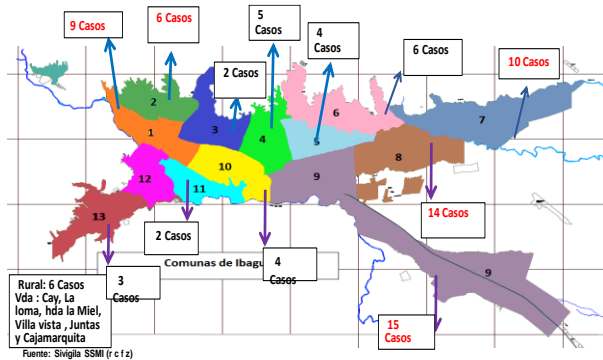 9 Casos
6 Casos
5
Casos
4
Casos
2 Casos
6 Casos
10 Casos
1
2
3
4
5
6
7
8
9
10
11
12
13
9
14 Casos
2 Casos
4
Casos
3
Casos
15
Casos
Comunas de Ibagu
Rural: 6 Casos
Vda : Cay, La
loma, hda la Miel,
Villa vista , Juntas
y Cajamarquita
Fuente: Sivigila SSMI (r c f z)